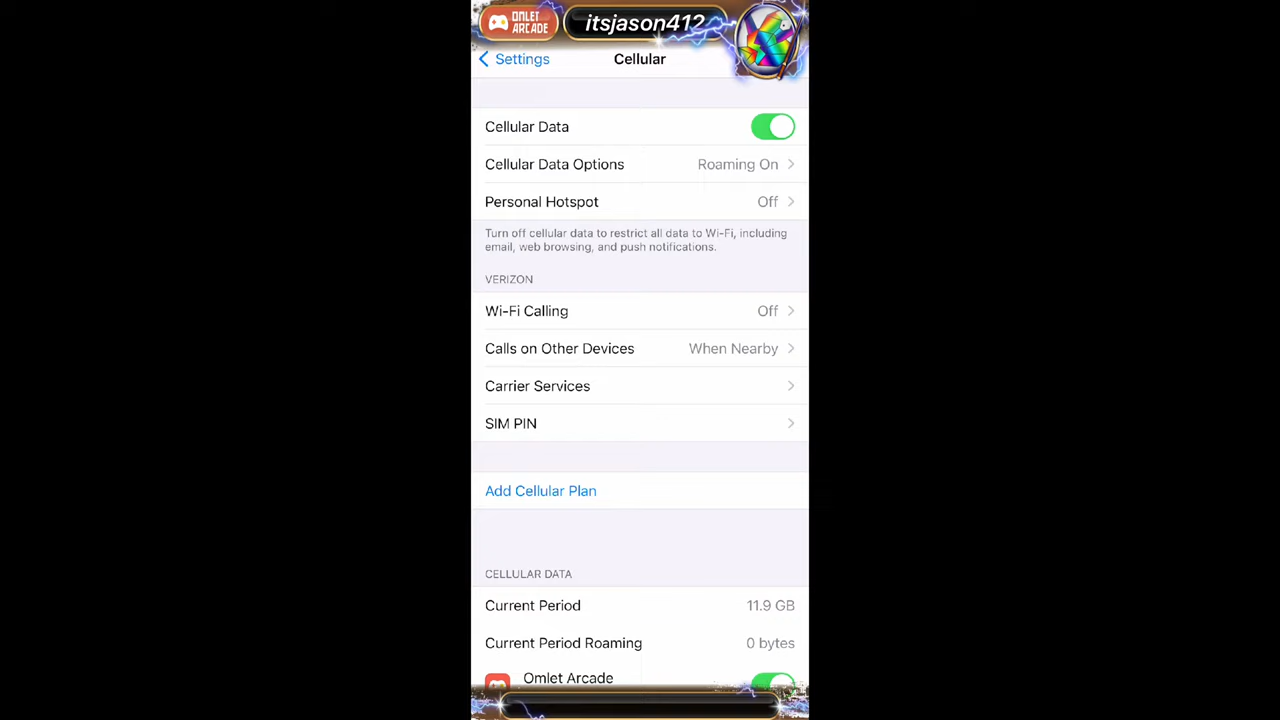 OMLET
ARCADE
itsjason412
Settings
Cellular
Cellular Data
Cellular Data Options Roaming On
Personal Hotspot Off
Turn off cellular data to restrict all data to Wi-Fi, including
email, web browsing, and push notifications.
VERIZON
Wi-Fi Calling Off
Calls on Other Devices When Nearby
Carrier Services
SIM PIN
Add Cellular Plan
CELLULAR DATA
Current Period 11.9 GB
Current Period Roaming 0 bytes
Omlet Arcade